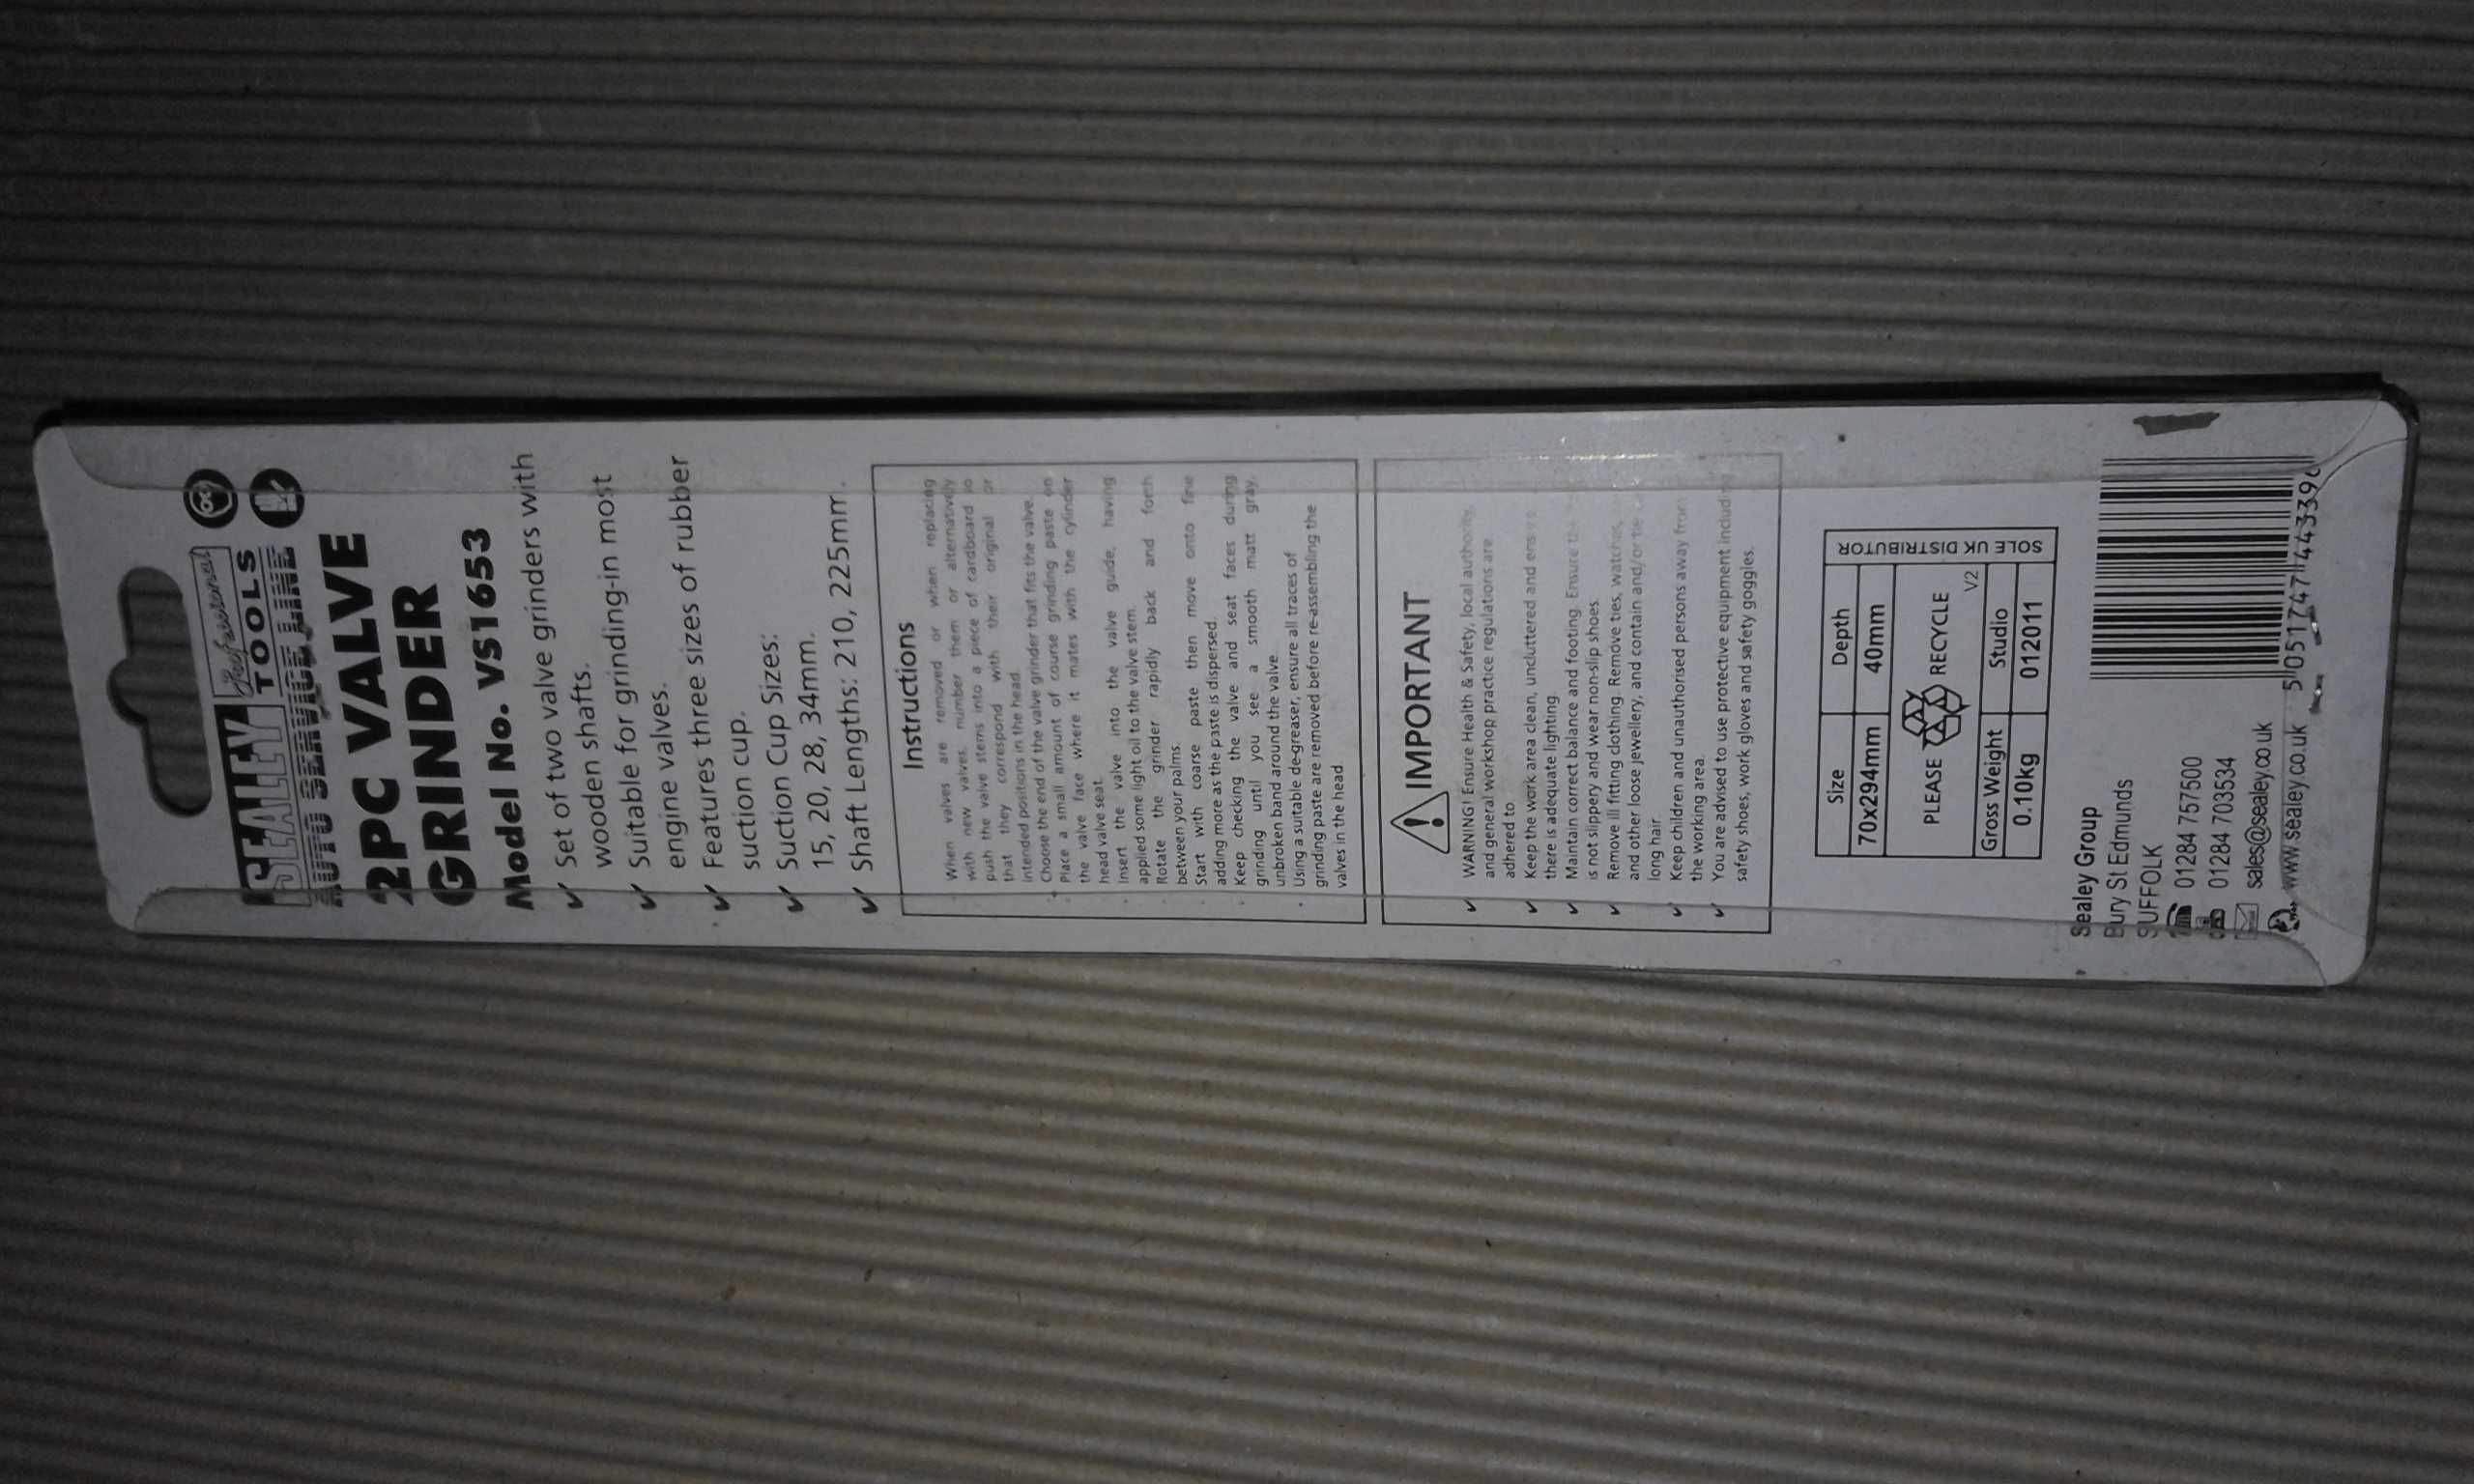 SEALEY Professional TOOLS
AUTO SERVICE LINE
2PC VALVE
GRINDER
Model No. VS1653
✔ Set of two valve grinders with
wooden shafts.
✔ Suitable for grinding-in most
engine valves.
✔ Features three sizes of rubber
suction cup.
✔ Suction Cup Sizes:
15, 20, 28, 34mm.
✔ Shaft Lengths: 210, 225mm.
Instructions
· When valves are removed or when replacing
with new valves, number them or alternatively
push the valve stems into a piece of cardboard so
that they correspond with their original or
intended positions in the head.
· Choose the end of the valve grinder that fits the valve.
· Place a small amount of course grinding paste on
the valve face where it mates with the cylinder
head valve seat.
· Insert the valve into the valve guide, having
applied some light oil to the valve stem.
· Rotate the grinder rapidly back and forth
between your palms.
· Start with coarse paste then move onto fine
adding more as the paste is dispersed.
· Keep checking the valve and seat faces during
grinding until you see a smooth matt gray,
unbroken band around the valve.
· Using a suitable de-greaser, ensure all traces of
grinding paste are removed before re-assembling the
valves in the head.
IMPORTANT
✔ WARNING! Ensure Health & Safety, local authority,
and general workshop practice regulations are
adhered to.
✔ Keep the work area clean, uncluttered and ensure
there is adequate lighting.
✔ Maintain correct balance and footing. Ensure the
is not slippery and wear non-slip shoes.
✔ Remove ill fitting clothing. Remove ties, watches,
and other loose jewellery, and contain and/or tie
long hair.
✔ Keep children and unauthorised persons away from
the working area.
✔ You are advised to use protective equipment including
safety shoes, work gloves and safety goggles.
Size Depth
70x294mm 40mm
PLEASE RECYCLE
V2
Gross Weight Studio
0.10kg 012011
SOLE UK DISTRIBUTOR
Sealey Group
Bury St Edmunds
SUFFOLK
01284 757500
01284 703534
sales@sealey.co.uk
www.sealey.co.uk
5 051747 443396